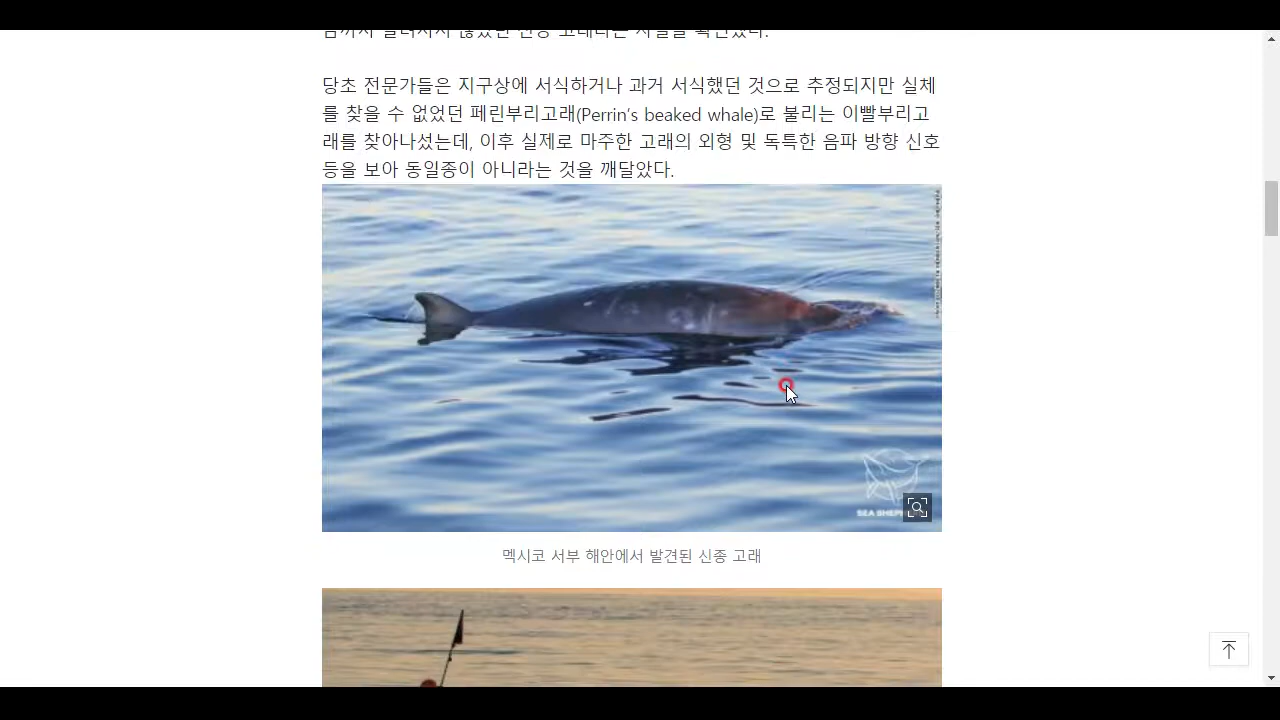 당초 전문가들은 지구상에 서식하거나 과거 서식했던 것으로 추정되지만 실체
를 찾을 수 없었던 페린부리고래(Perrin’s beaked whale)로 불리는 이빨부리고
래를 찾아나섰는데, 이후 실제로 마주한 고래의 외형 및 독특한 음파 방향 신호
등을 보아 동일종이 아니라는 것을 깨달았다.
SEA
멕시코 서부 해안에서 발견된 신종 고래